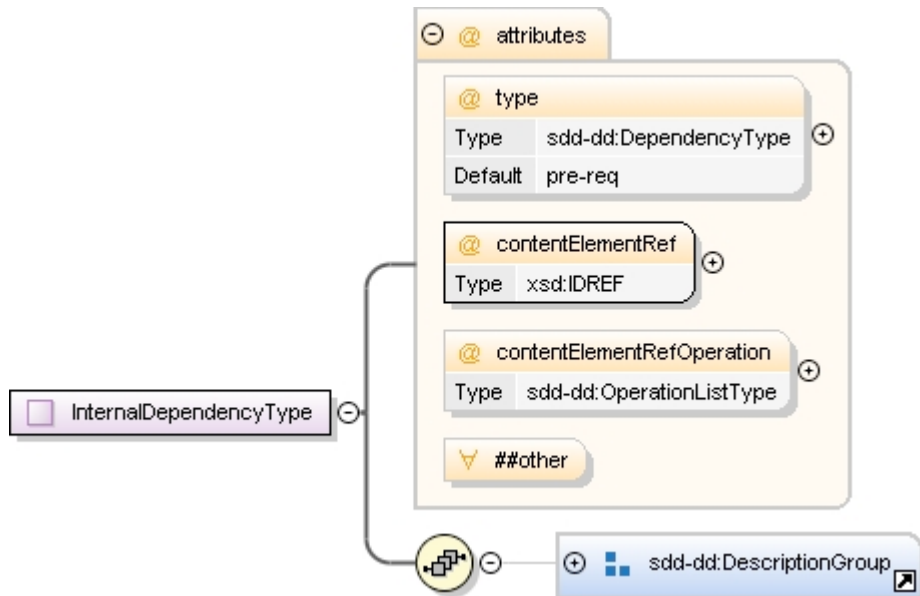 @ attributes
@ type
Type sdd-dd:DependencyType
Default pre-req
@ contentElementRef
Type xsd:IDREF
@ contentElementRefOperation
Type sdd-dd:OperationListType
InternalDependencyType
∀ ##other
sdd-dd:DescriptionGroup